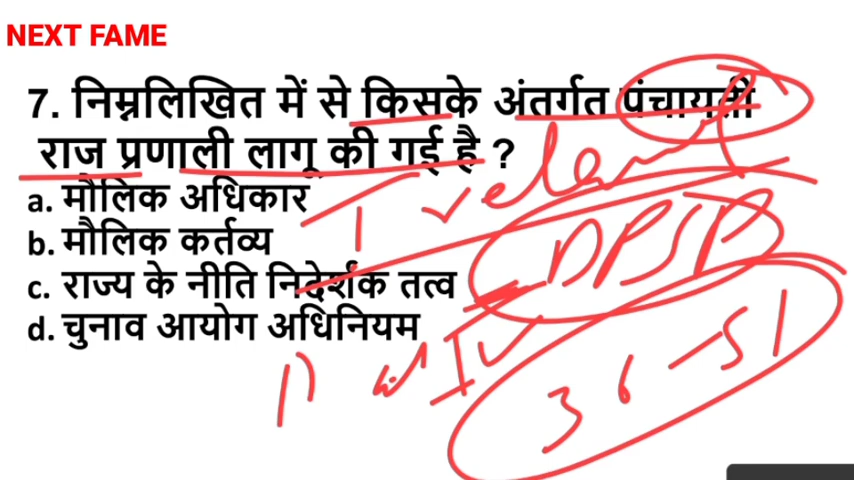 NEXT FAME
7. निम्नलिखित में से किसके अंतर्गत पंचायती
राज प्रणाली लागू की गई है ?
a. मौलिक अधिकार
b. मौलिक कर्तव्य
c. राज्य के नीति निदेर्शक तत्व
d. चुनाव आयोग अधिनियम
DPSP
IV
36-51